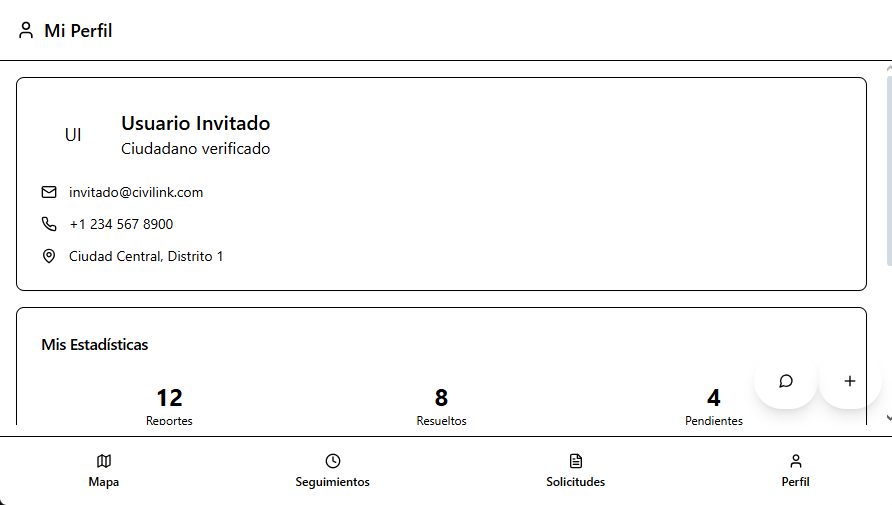 Mi Perfil
UI
Usuario Invitado
Ciudadano verificado
invitado@civilink.com
+1 234 567 8900
Ciudad Central, Distrito 1
Mis Estadísticas
12 8 4
Reportes Resueltos Pendientes
Mapa Seguimientos Solicitudes Perfil